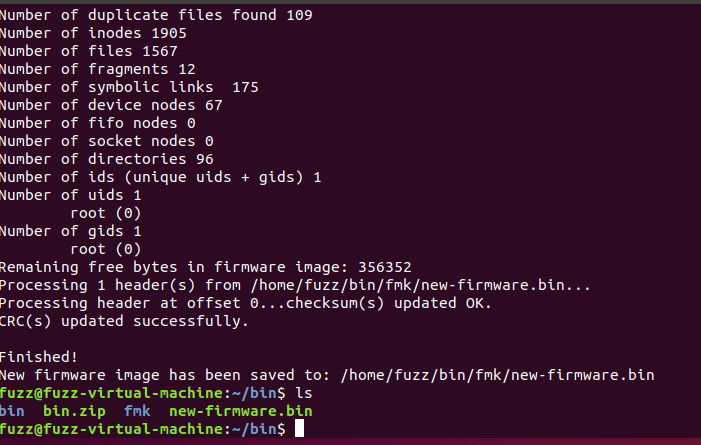 Number of duplicate files found 109
Number of inodes 1905
Number of files 1567
Number of fragments 12
Number of symbolic links  175
Number of device nodes 67
Number of fifo nodes 0
Number of socket nodes 0
Number of directories 96
Number of ids (unique uids + gids) 1
Number of uids 1
        root (0)
Number of gids 1
        root (0)
Remaining free bytes in firmware image: 356352
Processing 1 header(s) from /home/fuzz/bin/fmk/new-firmware.bin...
Processing header at offset 0...checksum(s) updated OK.
CRC(s) updated successfully.

Finished!
New firmware image has been saved to: /home/fuzz/bin/fmk/new-firmware.bin
fuzz@fuzz-virtual-machine:~/bin$ ls
bin  bin.zip  fmk  new-firmware.bin
fuzz@fuzz-virtual-machine:~/bin$